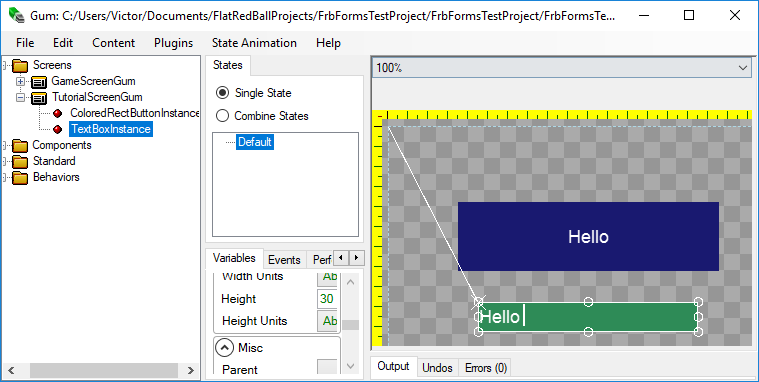 Gum: C:/Users/Victor/Documents/FlatRedBallProjects/FrbFormsTestProject/FrbFormsTestProject/FrbFormsTe...
File Edit Content Plugins State Animation Help
Screens
GameScreenGum
TutorialScreenGum
ColoredRectButtonInstance
TextBoxInstance
Components
Standard
Behaviors
States
Single State
Combine States
Default
Variables Events Perf
Width Units Ab
Height 30
Height Units Ab
Misc
Parent
100%
Hello
Hello
Output Undos Errors (0)